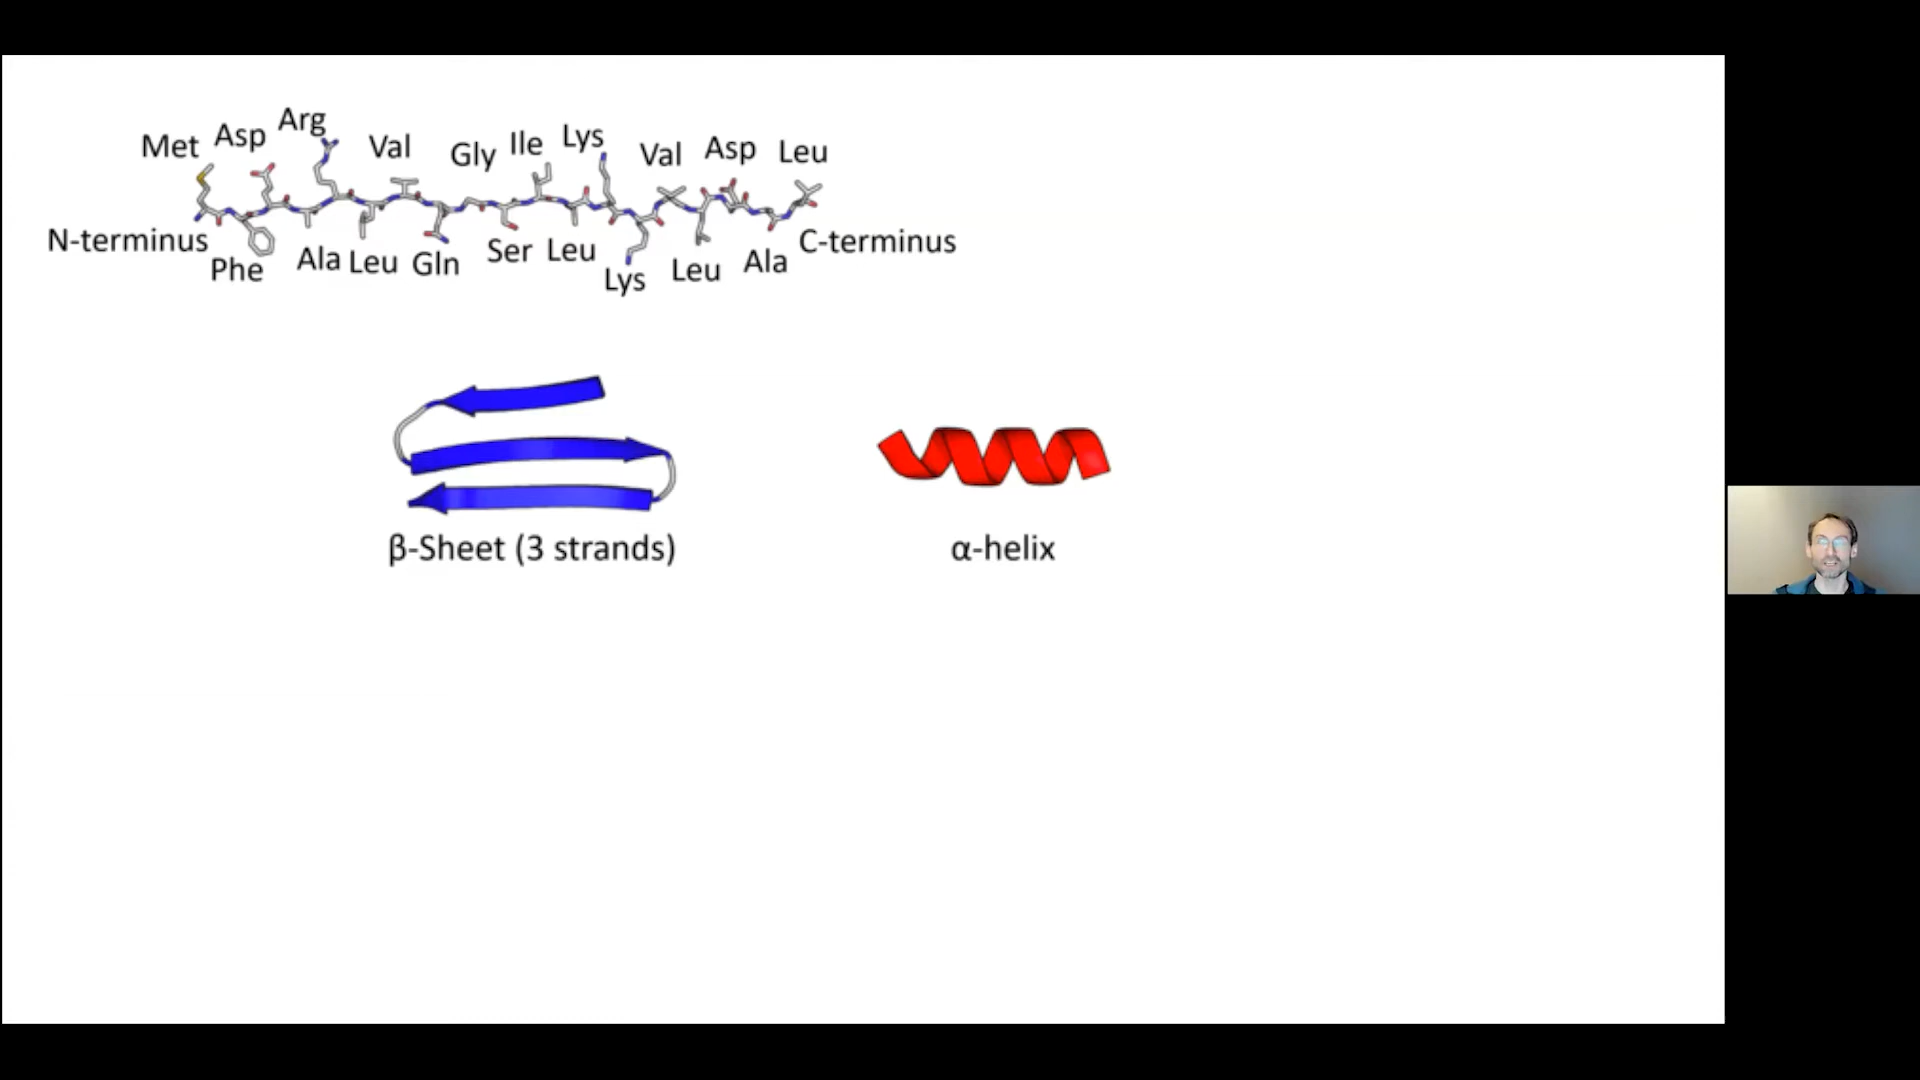 Met Asp Arg Val Gly Ile Lys Val Asp Leu
N-terminus C-terminus
Phe Ala Leu Gln Ser Leu Lys Leu Ala
β-Sheet (3 strands)
α-helix